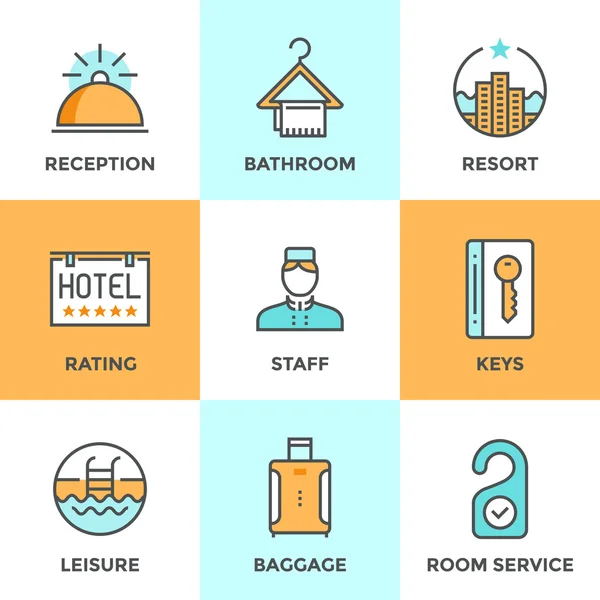 RECEPTION
BATHROOM
RESORT
HOTEL
RATING
STAFF
KEYS
LEISURE
BAGGAGE
ROOM SERVICE